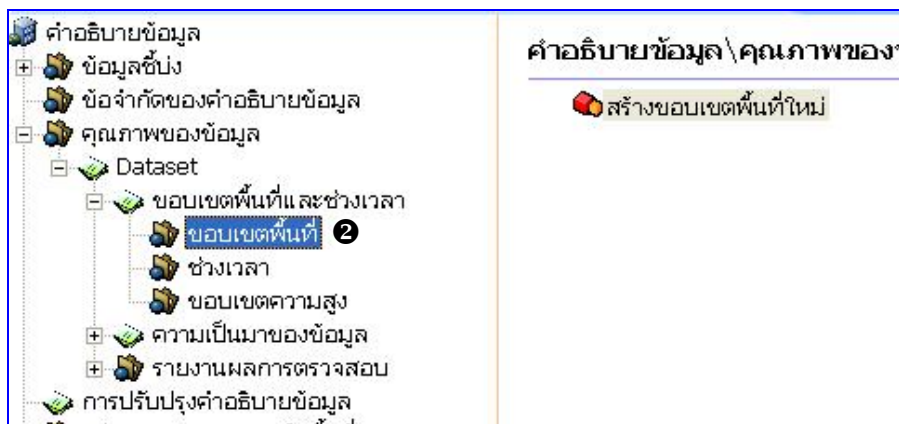 คำอธิบายข้อมูล
ข้อมูลชี้บ่ง
ข้อจำกัดของคำอธิบายข้อมูล
คุณภาพของข้อมูล
Dataset
ขอบเขตพื้นที่และช่วงเวลา
ขอบเขตพื้นที่ ❷
ช่วงเวลา
ขอบเขตความสูง
ความเป็นมาของข้อมูล
รายงานผลการตรวจสอบ
การปรับปรุงคำอธิบายข้อมูล
คำอธิบายข้อมูล\คุณภาพของ
สร้างขอบเขตพื้นที่ใหม่